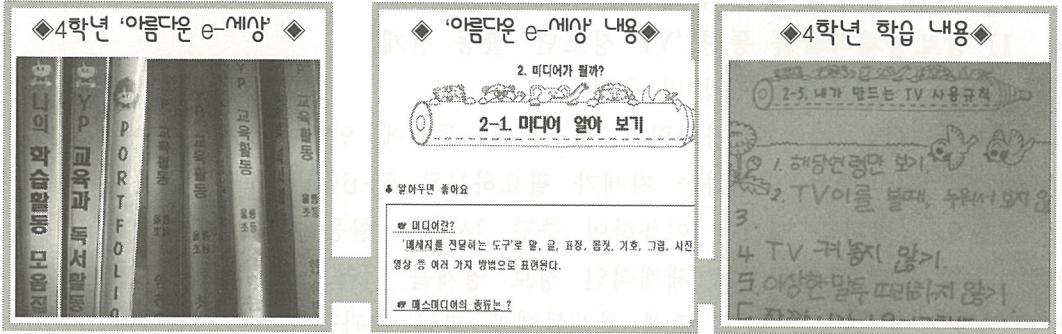 ◈4학년 '아름다운 e-세상' ◈
나의 학습활동 모음집
YP 교육과 독서활동
PORTFOLIO
YP 교육활동
교육활동
◈'아름다운 e-세상' 내용◈
2. 미디어가 뭘까?
2-1. 미디어 알아 보기
♣ 알아두면 좋아요
☞ 미디어란?
'메세지를 전달하는 도구'로 말, 글, 표정, 몸짓, 기호, 그림, 사진
영상 등 여러 가지 방법으로 표현된다.
☞ 매스미디어의 종류는 ?
◈4학년 학습 내용◈
2-5. 내가 만드는 TV 사용규칙
1. 해당연령만 보기.
2. TV이를 볼때, 누워서 보지 않
3.
4 TV 켜놓지 않기.
5. 이상한 말투 따라하지 않기